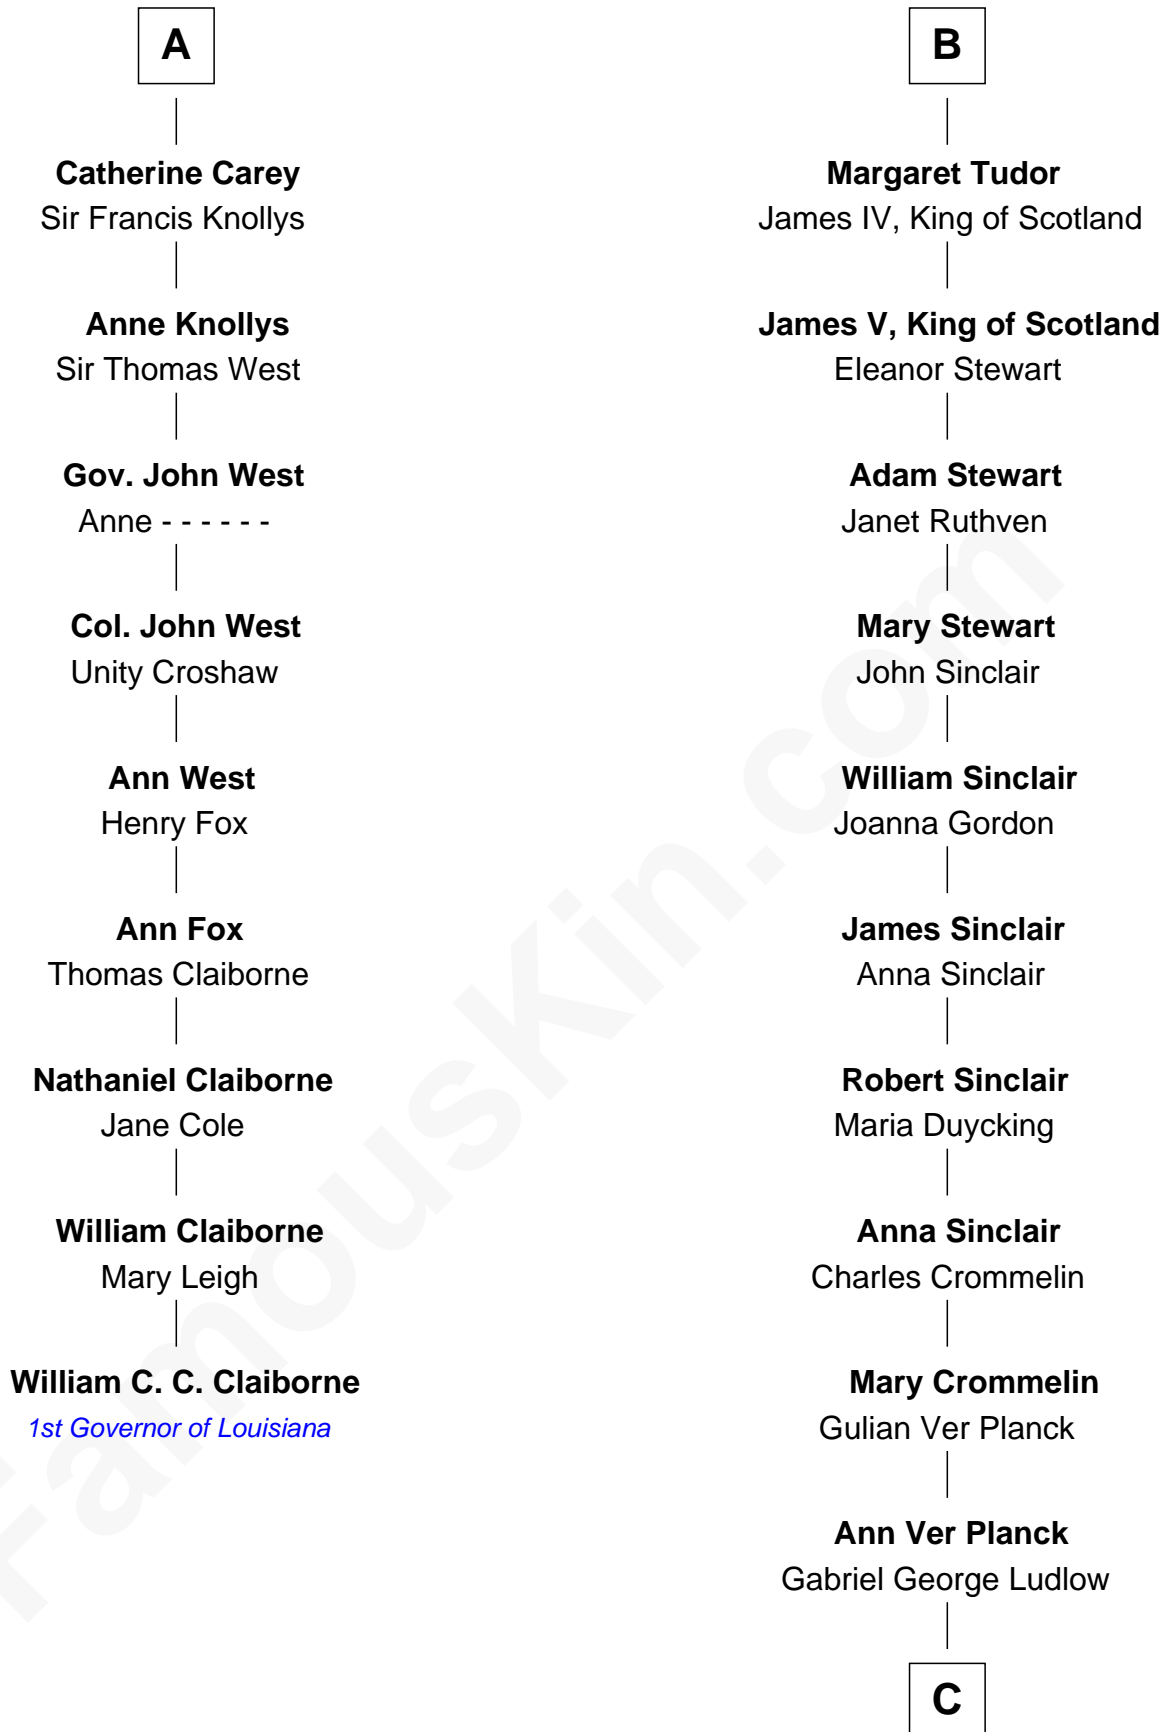 A
Catherine Carey
Sir Francis Knollys
Anne Knollys
Sir Thomas West
Gov. John West
Anne - - - - - -
Col. John West
Unity Croshaw
Ann West
Henry Fox
Ann Fox
Thomas Claiborne
Nathaniel Claiborne
Jane Cole
William Claiborne
Mary Leigh
William C. C. Claiborne
1st Governor of Louisiana
B
Margaret Tudor
James IV, King of Scotland
James V, King of Scotland
Eleanor Stewart
Adam Stewart
Janet Ruthven
Mary Stewart
John Sinclair
William Sinclair
Joanna Gordon
James Sinclair
Anna Sinclair
Robert Sinclair
Maria Duycking
Anna Sinclair
Charles Crommelin
Mary Crommelin
Gulian Ver Planck
Ann Ver Planck
Gabriel George Ludlow
C
FamousKin.com